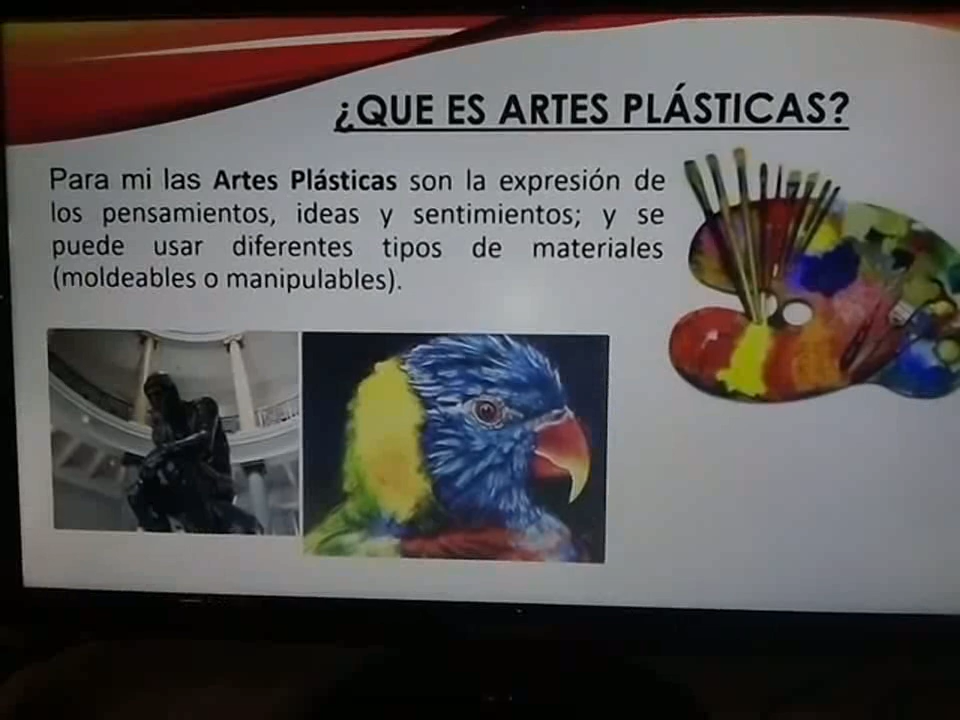 ¿QUE ES ARTES PLÁSTICAS?
Para mi las Artes Plásticas son la expresión de
los pensamientos, ideas y sentimientos; y se
puede usar diferentes tipos de materiales
(moldeables o manipulables).